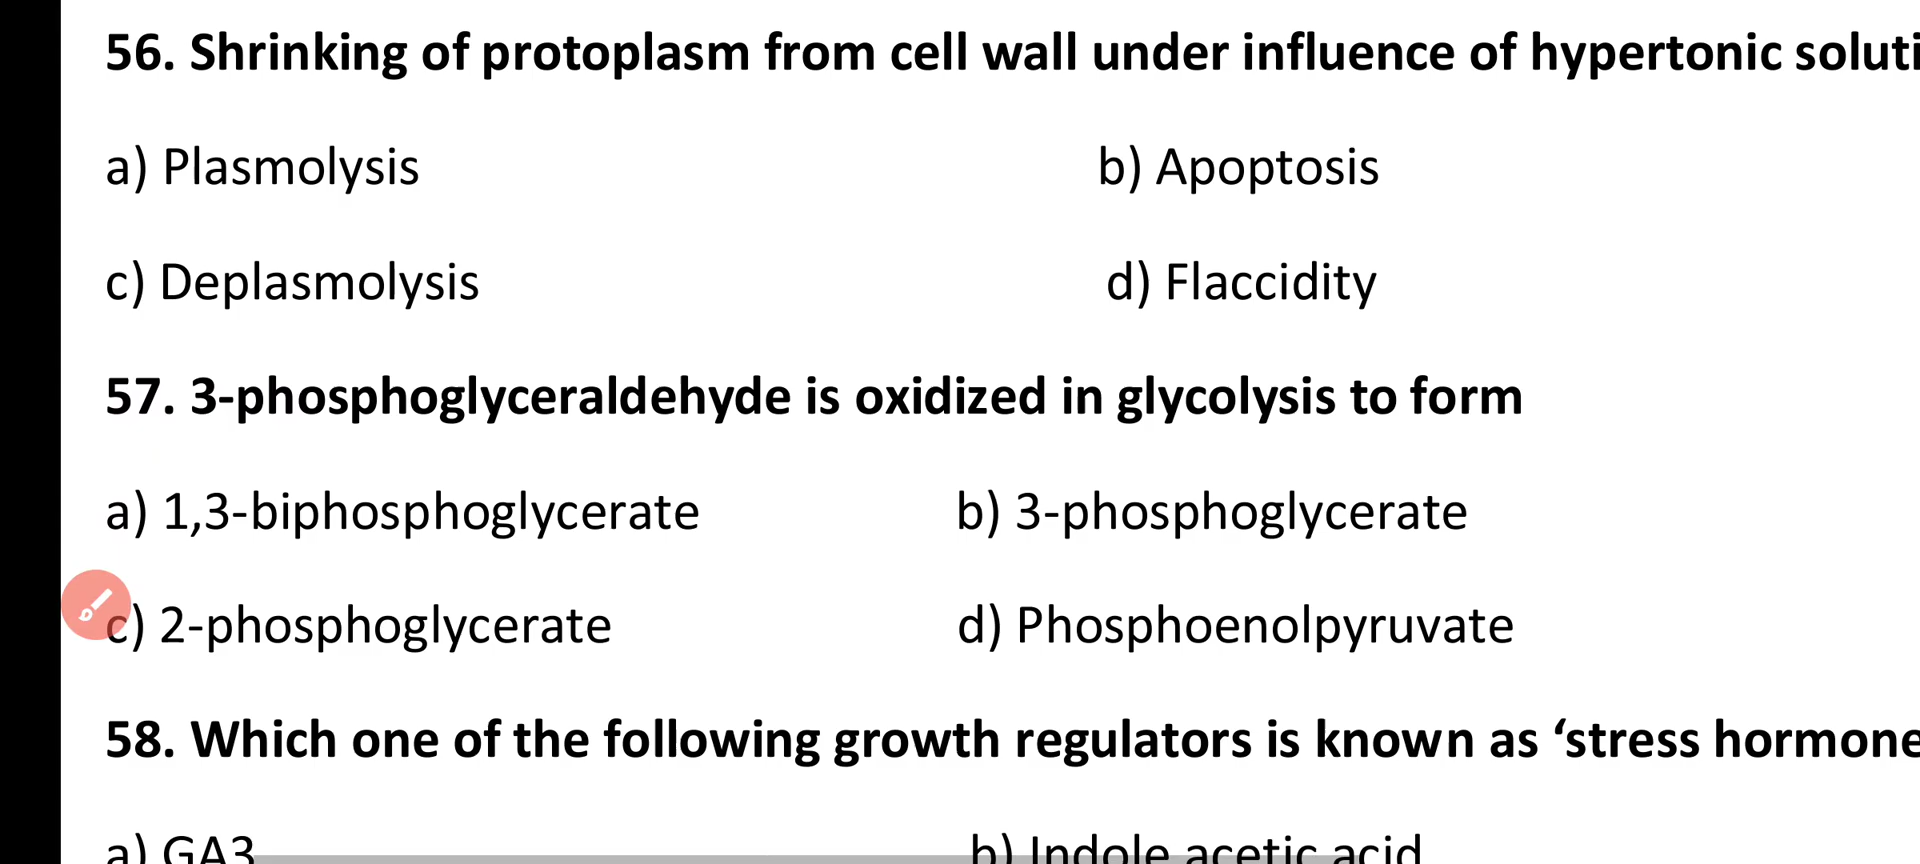 56. Shrinking of protoplasm from cell wall under influence of hypertonic soluti
a) Plasmolysis b) Apoptosis
c) Deplasmolysis d) Flaccidity
57. 3-phosphoglyceraldehyde is oxidized in glycolysis to form
a) 1,3-biphosphoglycerate b) 3-phosphoglycerate
c) 2-phosphoglycerate d) Phosphoenolpyruvate
58. Which one of the following growth regulators is known as ‘stress hormone
a) GA3 b) Indole acetic acid